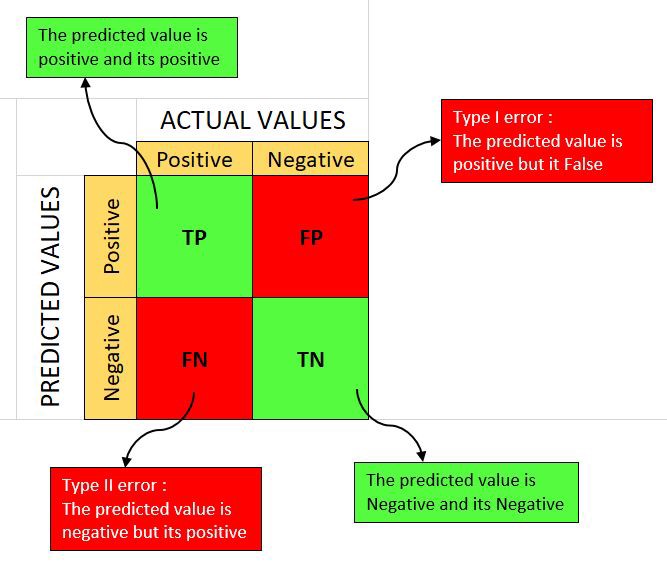 The predicted value is
positive and its positive
ACTUAL VALUES
Type I error :
The predicted value is
positive but it False
Positive
Negative
PREDICTED VALUES
Positive
TP
FP
Negative
FN
TN
Type II error :
The predicted value is
negative but its positive
The predicted value is
Negative and its Negative